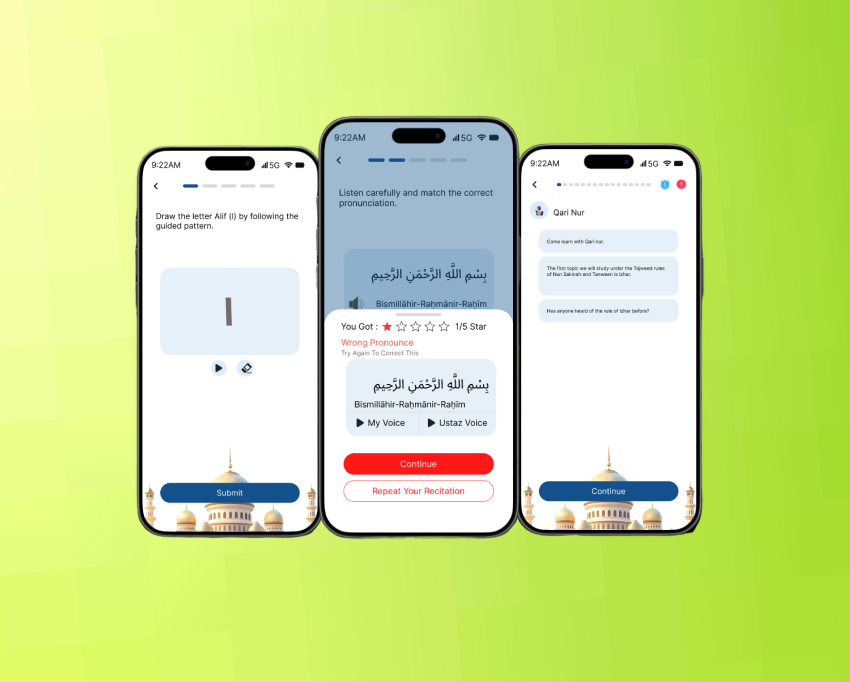 9:22AM
5G
Draw the letter Alif (ا) by following the
guided pattern.
ا
Submit
9:22AM
5G
Listen carefully and match the correct
pronunciation.
بِسْمِ اللَّهِ الرَّحْمَنِ الرَّحِيمِ
Bismillāhir-Raḥmānir-Raḥīm
You Got : 1/5 Star
Wrong Pronounce
Try Again To Correct This
بِسْمِ اللَّهِ الرَّحْمَنِ الرَّحِيمِ
Bismillāhir-Raḥmānir-Raḥīm
My Voice
Ustaz Voice
Continue
Repeat Your Recitation
9:22AM
5G
Qari Nur
Come learn with Qari nur.
The first topic we will study under the Tajweed rules
of Nun Sakinah and Tanween is Izhar.
Hes anyone heard of the rule of Izhar before?
Continue